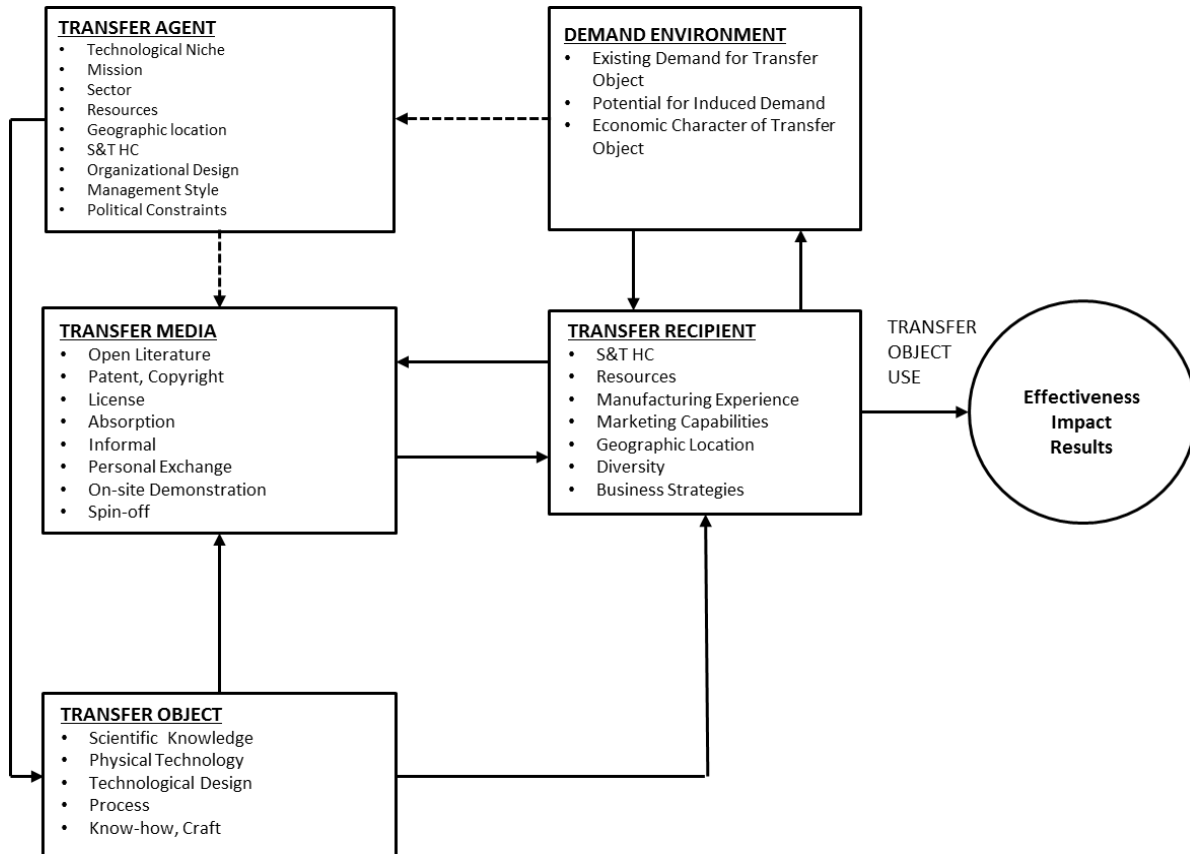 TRANSFER AGENT
• Technological Niche
• Mission
• Sector
• Resources
• Geographic location
• S&T HC
• Organizational Design
• Management Style
• Political Constraints
DEMAND ENVIRONMENT
• Existing Demand for Transfer
Object
• Potential for Induced Demand
• Economic Character of Transfer
Object
TRANSFER MEDIA
• Open Literature
• Patent, Copyright
• License
• Absorption
• Informal
• Personal Exchange
• On-site Demonstration
• Spin-off
TRANSFER RECIPIENT
• S&T HC
• Resources
• Manufacturing Experience
• Marketing Capabilities
• Geographic Location
• Diversity
• Business Strategies
TRANSFER
OBJECT
USE
Effectiveness
Impact
Results
TRANSFER OBJECT
• Scientific Knowledge
• Physical Technology
• Technological Design
• Process
• Know-how, Craft